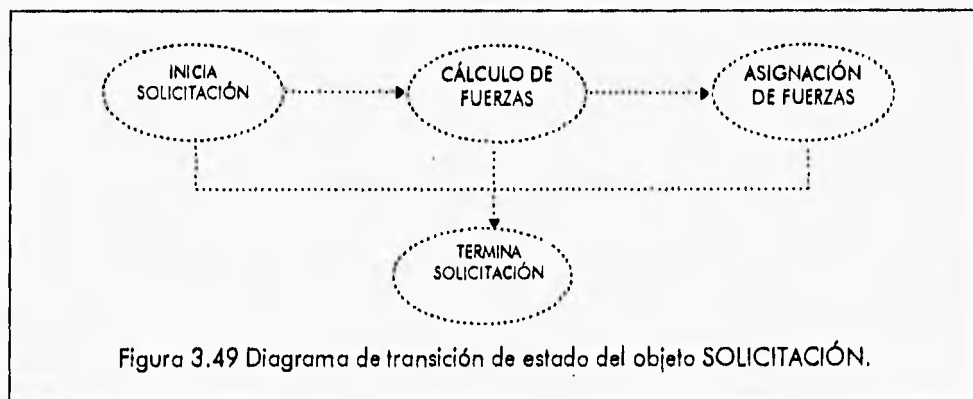 INICIA
SOLICITACIÓN
CÁLCULO DE
FUERZAS
ASIGNACIÓN
DE FUERZAS
TERMINA
SOLICITACIÓN
Figura 3.49 Diagrama de transición de estado del objeto SOLICITACIÓN.